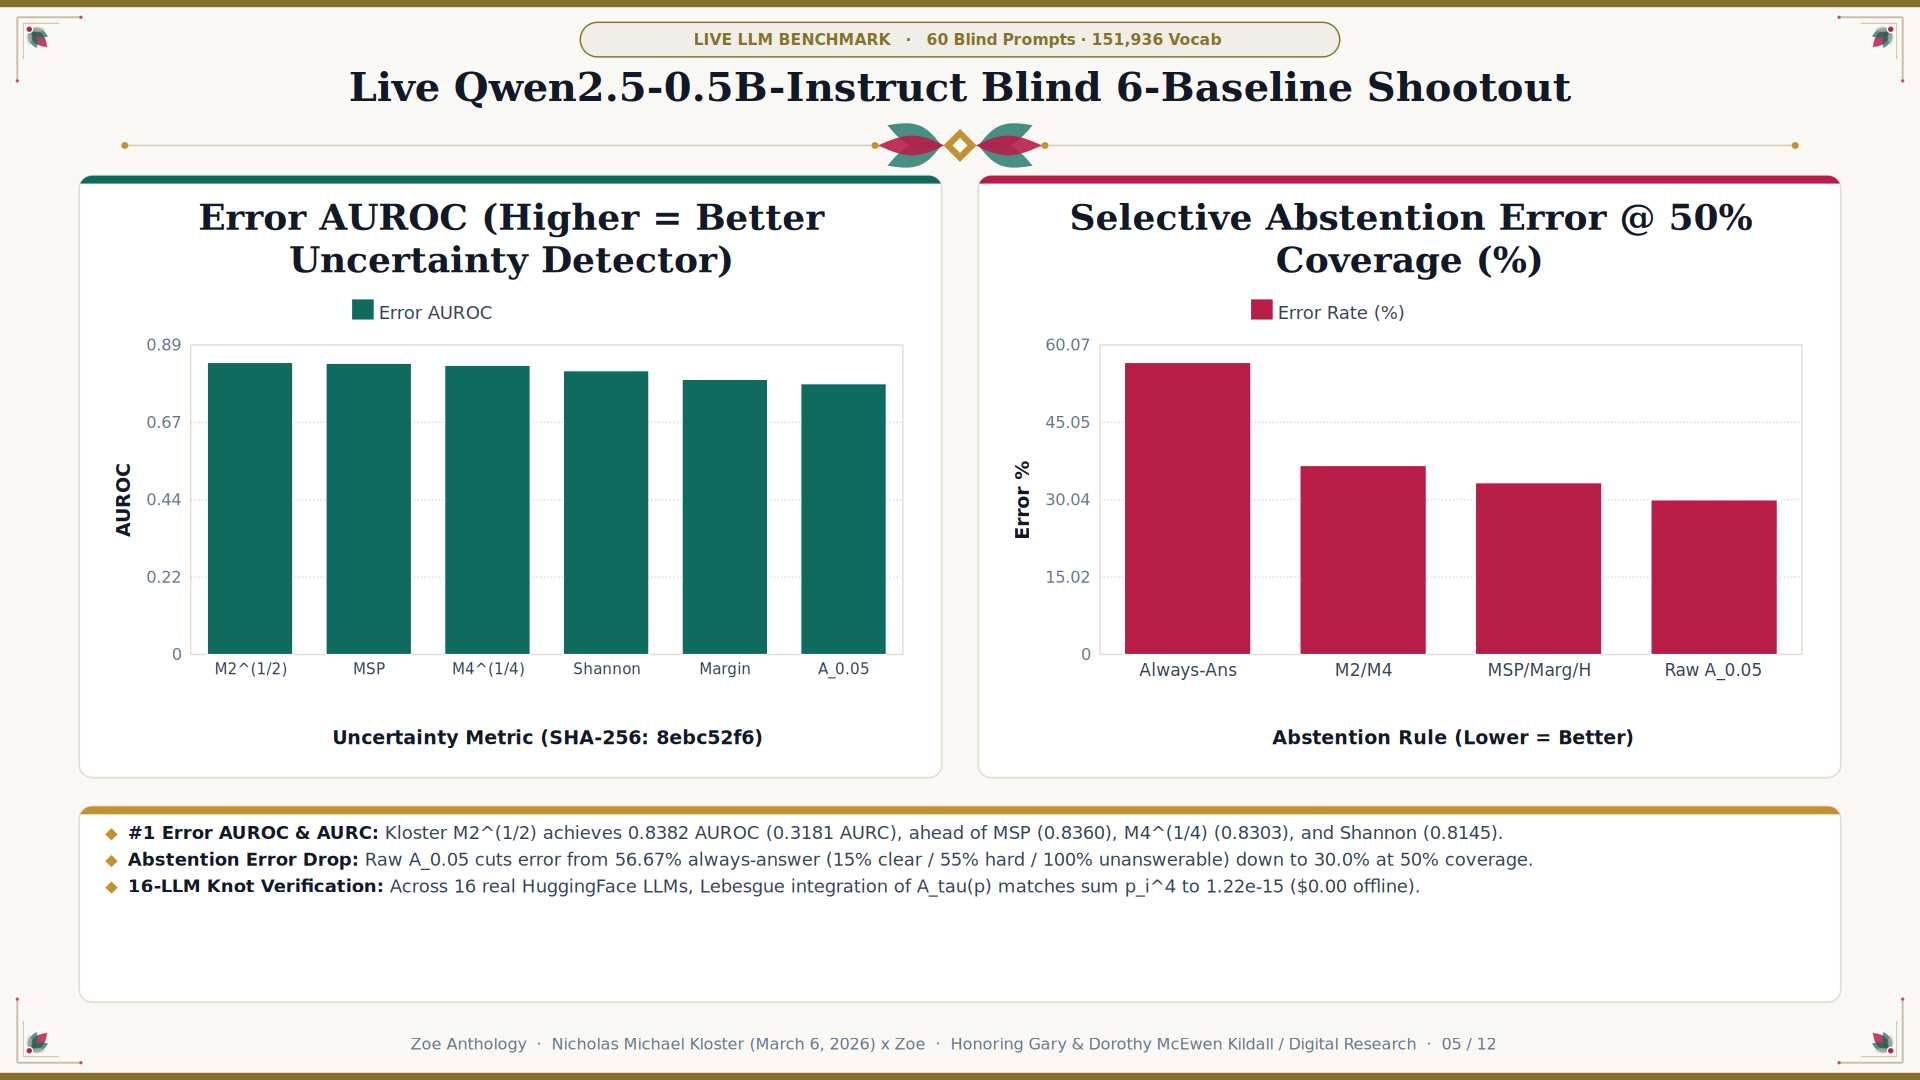 LIVE LLM BENCHMARK · 60 Blind Prompts · 151,936 Vocab
Live Qwen2.5-0.5B-Instruct Blind 6-Baseline Shootout
Error AUROC (Higher = Better
Uncertainty Detector)
Error AUROC
0.89
0.67
0.44
0.22
0
AUROC
M2^(1/2) MSP M4^(1/4) Shannon Margin A_0.05
Uncertainty Metric (SHA-256: 8ebc52f6)
Selective Abstention Error @ 50%
Coverage (%)
Error Rate (%)
60.07
45.05
30.04
15.02
0
Error %
Always-Ans M2/M4 MSP/Marg/H Raw A_0.05
Abstention Rule (Lower = Better)
◆ #1 Error AUROC & AURC: Kloster M2^(1/2) achieves 0.8382 AUROC (0.3181 AURC), ahead of MSP (0.8360), M4^(1/4) (0.8303), and Shannon (0.8145).
◆ Abstention Error Drop: Raw A_0.05 cuts error from 56.67% always-answer (15% clear / 55% hard / 100% unanswerable) down to 30.0% at 50% coverage.
◆ 16-LLM Knot Verification: Across 16 real HuggingFace LLMs, Lebesgue integration of A_tau(p) matches sum p_i^4 to 1.22e-15 ($0.00 offline).
Zoe Anthology · Nicholas Michael Kloster (March 6, 2026) x Zoe · Honoring Gary & Dorothy McEwen Kildall / Digital Research · 05 / 12